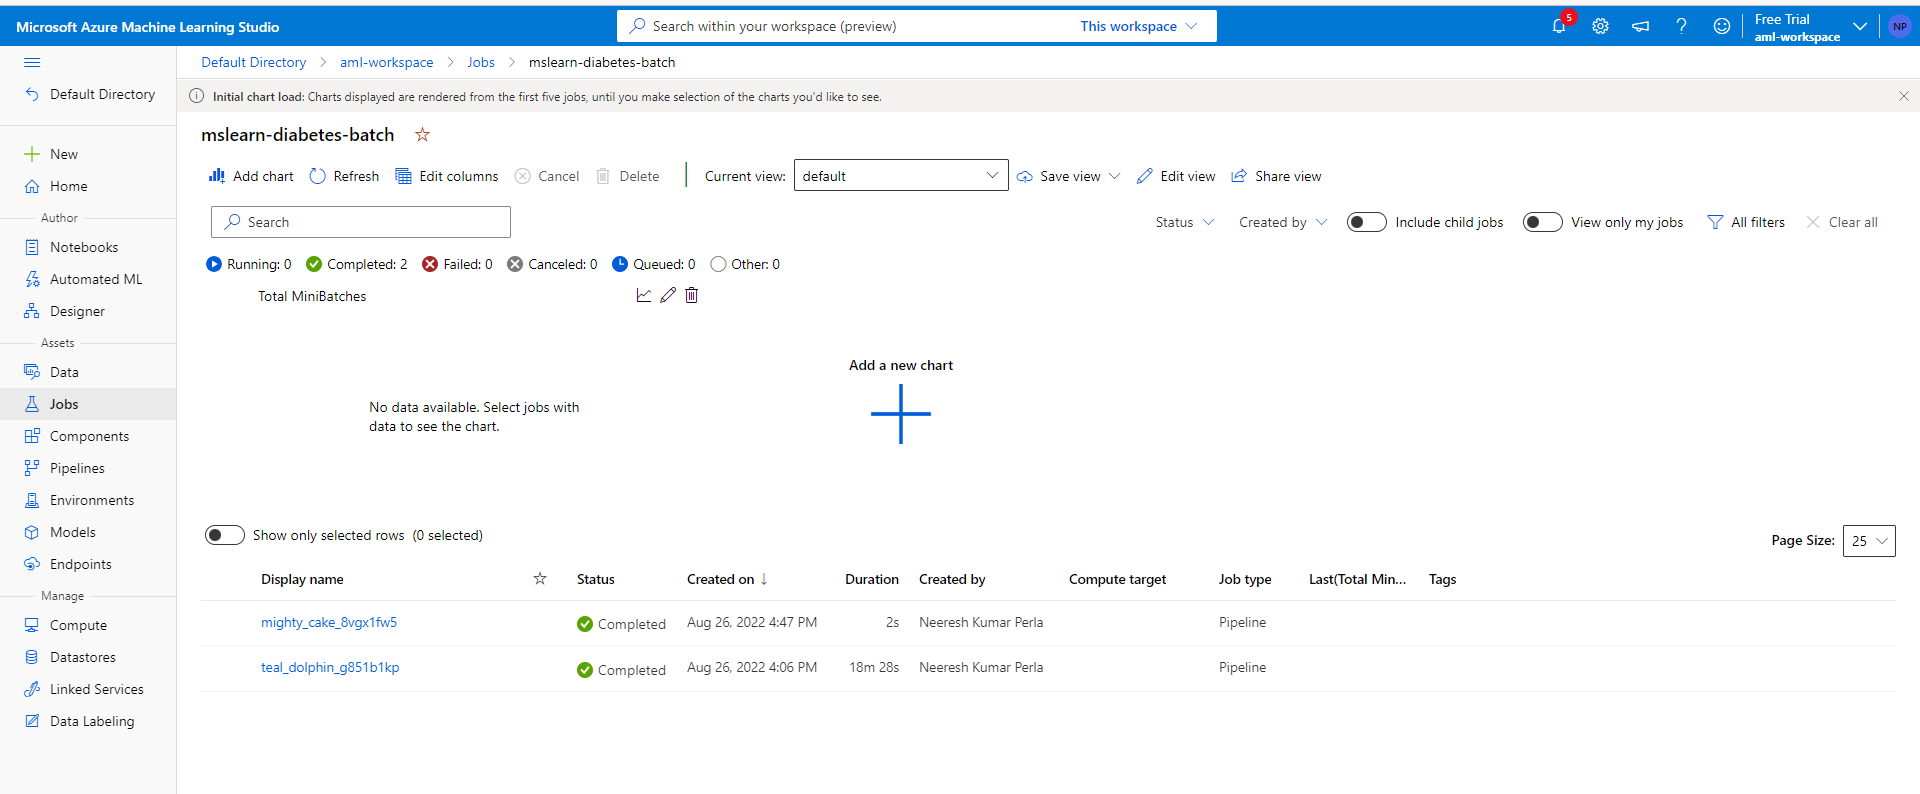 Microsoft Azure Machine Learning Studio
Search within your workspace (preview) This workspace
5
Free Trial
aml-workspace
NP
Default Directory
New
Home
Author
Notebooks
Automated ML
Designer
Assets
Data
Jobs
Components
Pipelines
Environments
Models
Endpoints
Manage
Compute
Datastores
Linked Services
Data Labeling
Default Directory > aml-workspace > Jobs > mslearn-diabetes-batch
Initial chart load: Charts displayed are rendered from the first five jobs, until you make selection of the charts you'd like to see.
mslearn-diabetes-batch
Add chart Refresh Edit columns Cancel Delete Current view: default Save view Edit view Share view
Search Status Created by Include child jobs View only my jobs All filters Clear all
Running: 0 Completed: 2 Failed: 0 Canceled: 0 Queued: 0 Other: 0
Total MiniBatches
No data available. Select jobs with
data to see the chart.
Add a new chart
Show only selected rows (0 selected) Page Size: 25
Display name Status Created on Duration Created by Compute target Job type Last(Total Min... Tags
mighty_cake_8vgx1fw5 Completed Aug 26, 2022 4:47 PM 2s Neeresh Kumar Perla Pipeline
teal_dolphin_g851b1kp Completed Aug 26, 2022 4:06 PM 18m 28s Neeresh Kumar Perla Pipeline